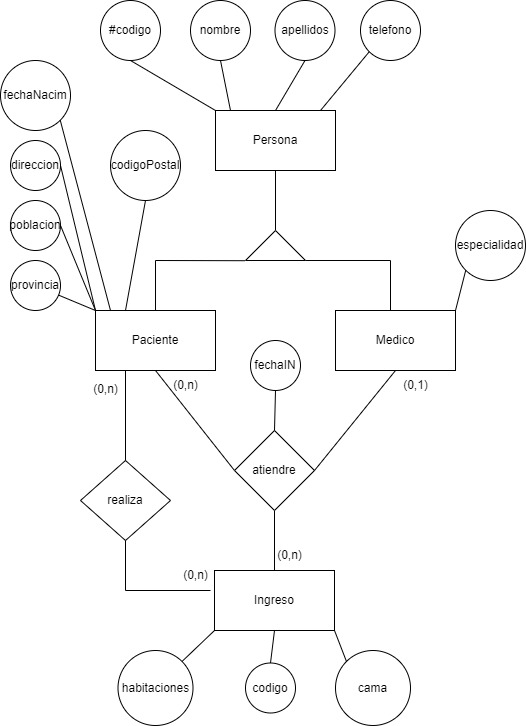 #codigo
nombre
apellidos
telefono
fechaNacim
Persona
direccion
codigoPostal
poblacion
especialidad
provincia
Paciente
Medico
fechaIN
(0,n)
(0,n)
(0,1)
atiendre
realiza
(0,n)
(0,n)
Ingreso
habitaciones
codigo
cama